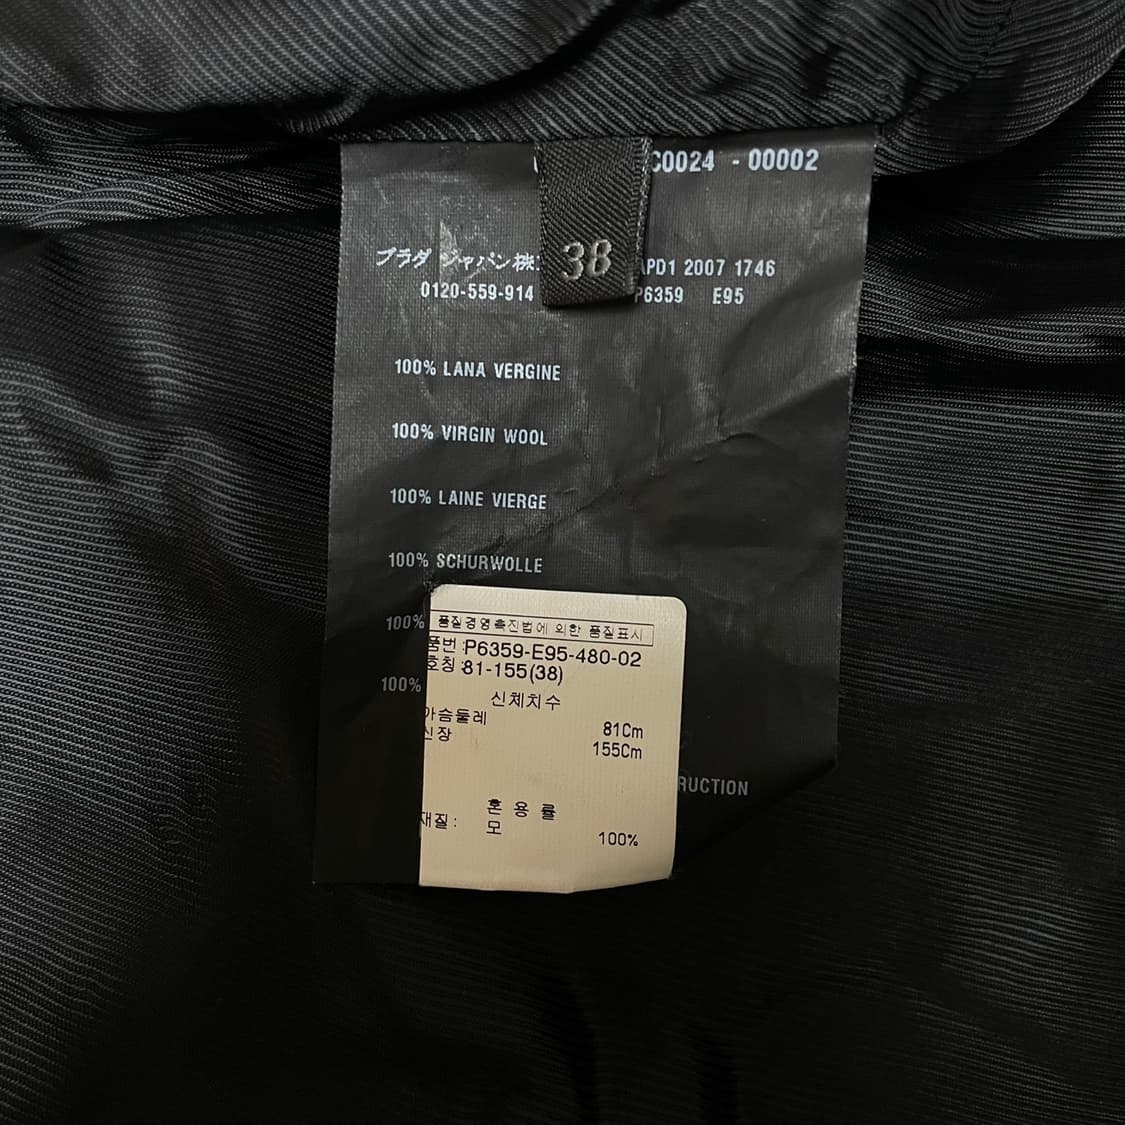 C0024 - 00002
38
プラダ ジャパン株
PD1 2007 1746
0120-559-914
P6359 E95
100% LANA VERGINE
100% VIRGIN WOOL
100% LAINE VIERGE
100% SCHURWOLLE
100%
품질경영촉진법에 의한 품질표시
품번 :P6359-E95-480-02
호칭 :81-155(38)
100%
신체치수
가슴둘레 81Cm
신장 155Cm
RUCTION
혼 용 률
재질: 모 100%